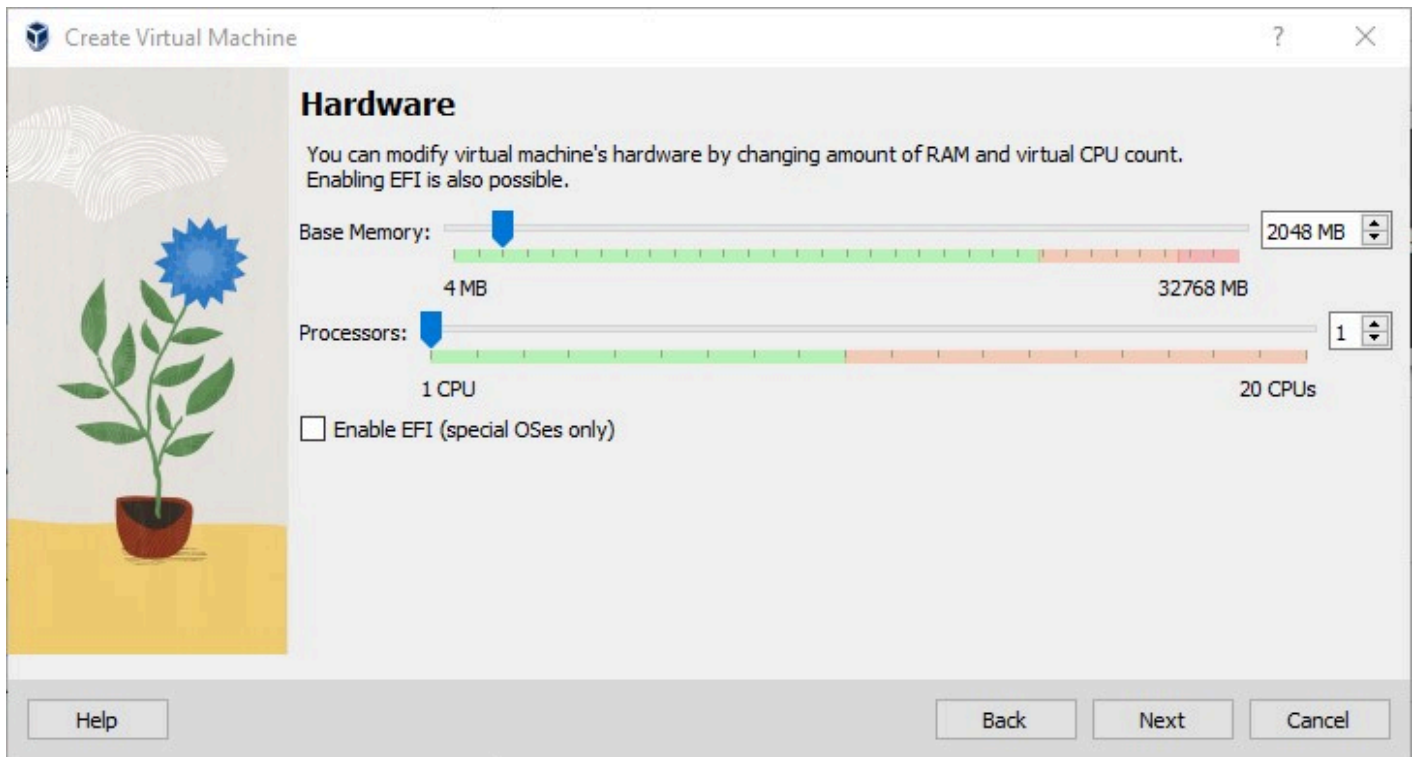 Create Virtual Machine
?
Hardware
You can modify virtual machine's hardware by changing amount of RAM and virtual CPU count.
Enabling EFI is also possible.
Base Memory:
2048 MB
4 MB
32768 MB
Processors:
1
1 CPU
20 CPUs
Enable EFI (special OSes only)
Help
Back
Next
Cancel